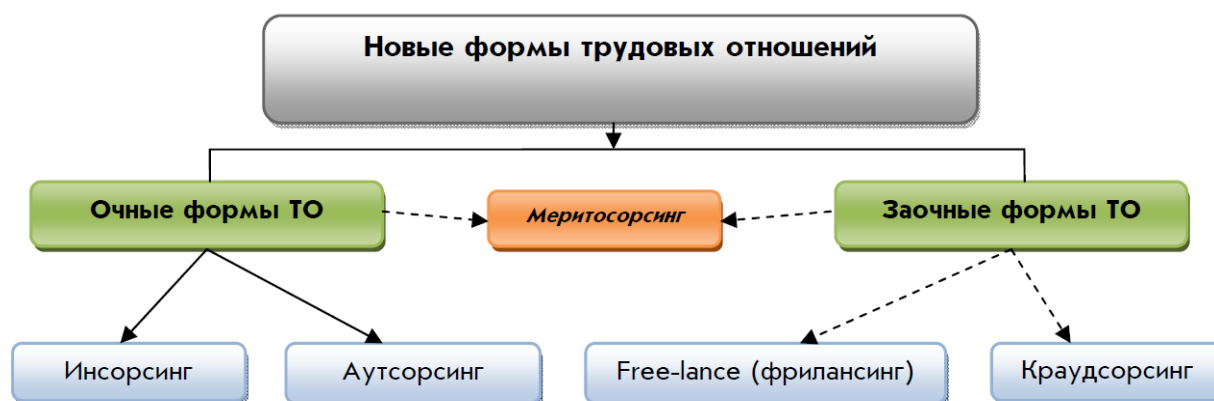 Новые формы трудовых отношений
Очные формы ТО
Меритосорсинг
Заочные формы ТО
Инсорсинг
Аутсорсинг
Free-lance (фрилансинг)
Краудсорсинг